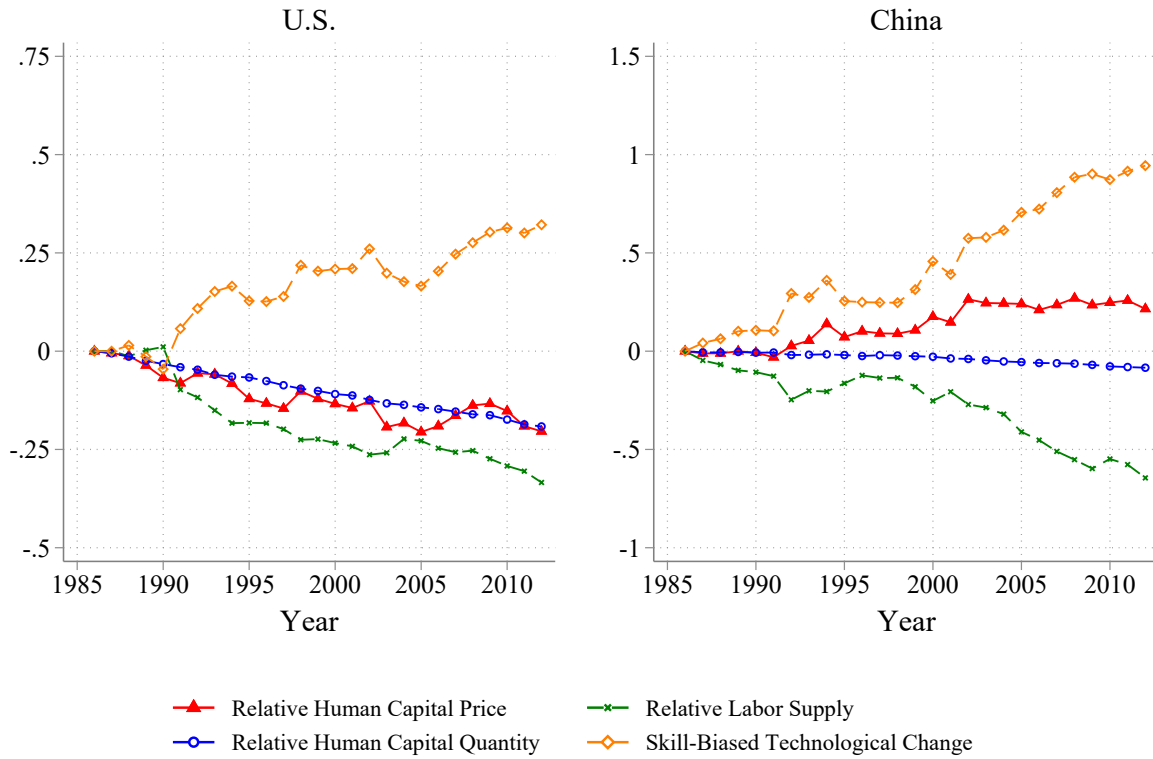 U.S.
China
.75
.5
.25
0
-.25
-.5
1985 1990 1995 2000 2005 2010
Year
1.5
1
.5
0
-.5
-1
1985 1990 1995 2000 2005 2010
Year
Relative Human Capital Price
Relative Labor Supply
Relative Human Capital Quantity
Skill-Biased Technological Change